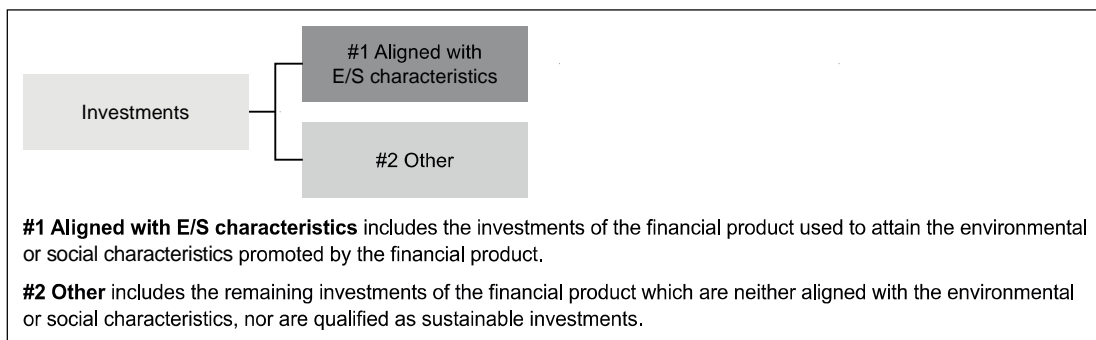 #1 Aligned with
E/S characteristics
Investments
#2 Other
#1 Aligned with E/S characteristics includes the investments of the financial product used to attain the environmental
or social characteristics promoted by the financial product.
#2 Other includes the remaining investments of the financial product which are neither aligned with the environmental
or social characteristics, nor are qualified as sustainable investments.